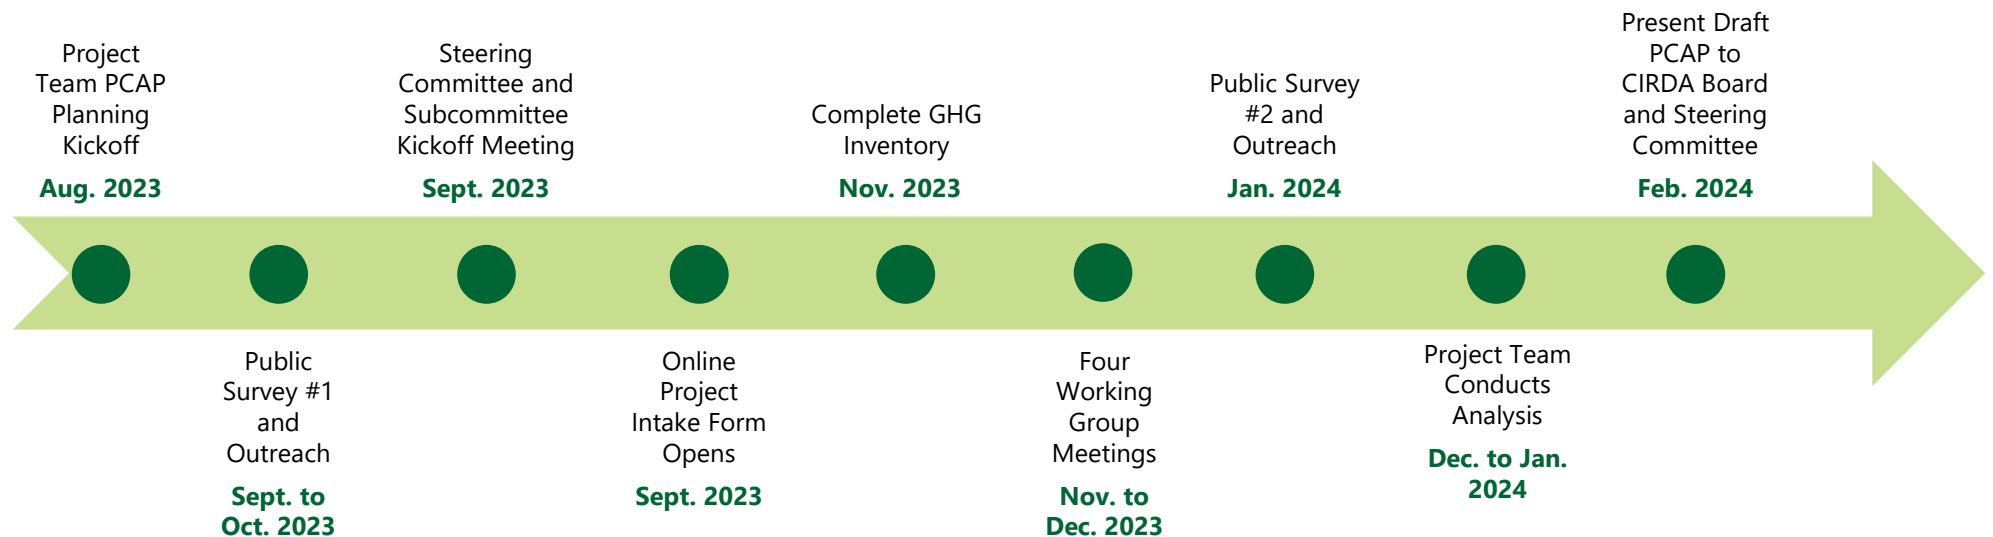 Project
Team PCAP
Planning
Kickoff
Aug. 2023
Public
Survey #1
and
Outreach
Sept. to
Oct. 2023
Steering
Committee and
Subcommittee
Kickoff Meeting
Sept. 2023
Online
Project
Intake Form
Opens
Sept. 2023
Complete GHG
Inventory
Nov. 2023
Four
Working
Group
Meetings
Nov. to
Dec. 2023
Public Survey
#2 and
Outreach
Jan. 2024
Project Team
Conducts
Analysis
Dec. to Jan.
2024
Present Draft
PCAP to
CIRDA Board
and Steering
Committee
Feb. 2024